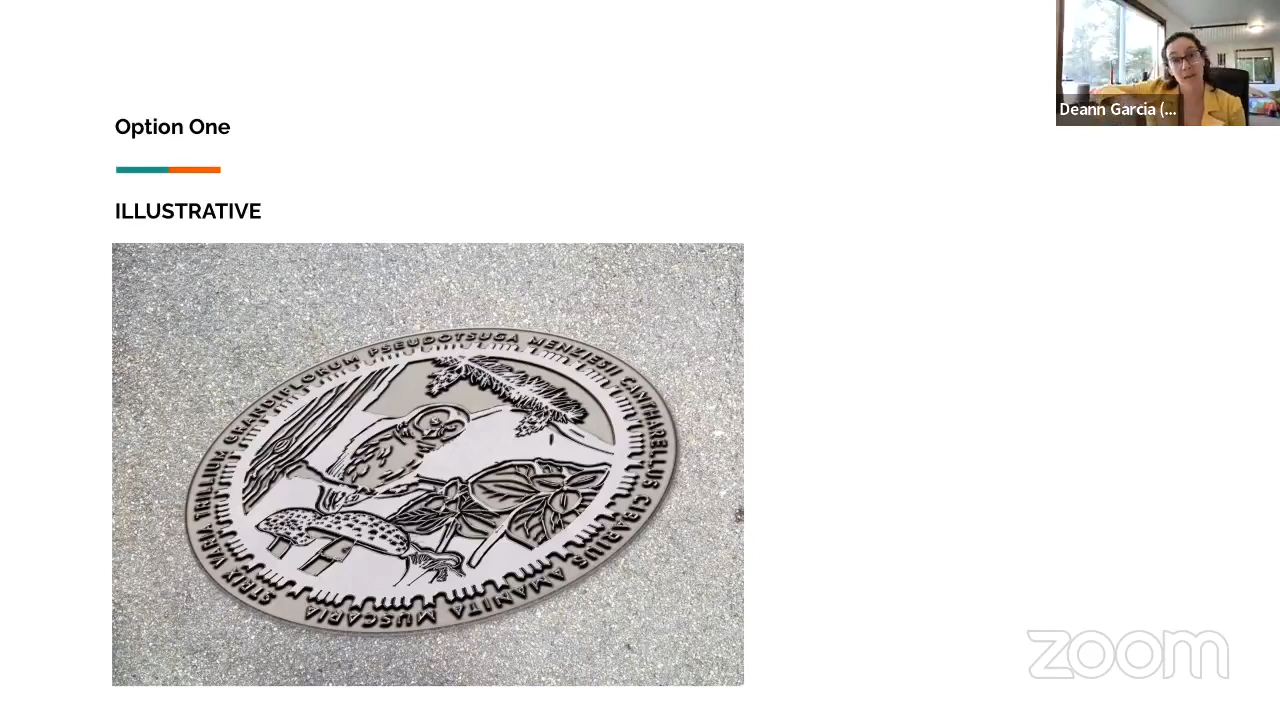 Option One
ILLUSTRATIVE
STRIX VARIA TRILLIUM GRANDIFLORUM PSEUDOTSUGA MENZIESII CANTHARELLUS CIBARIUS AMANITA MUSCARIA
Deann Garcia (...
zoom